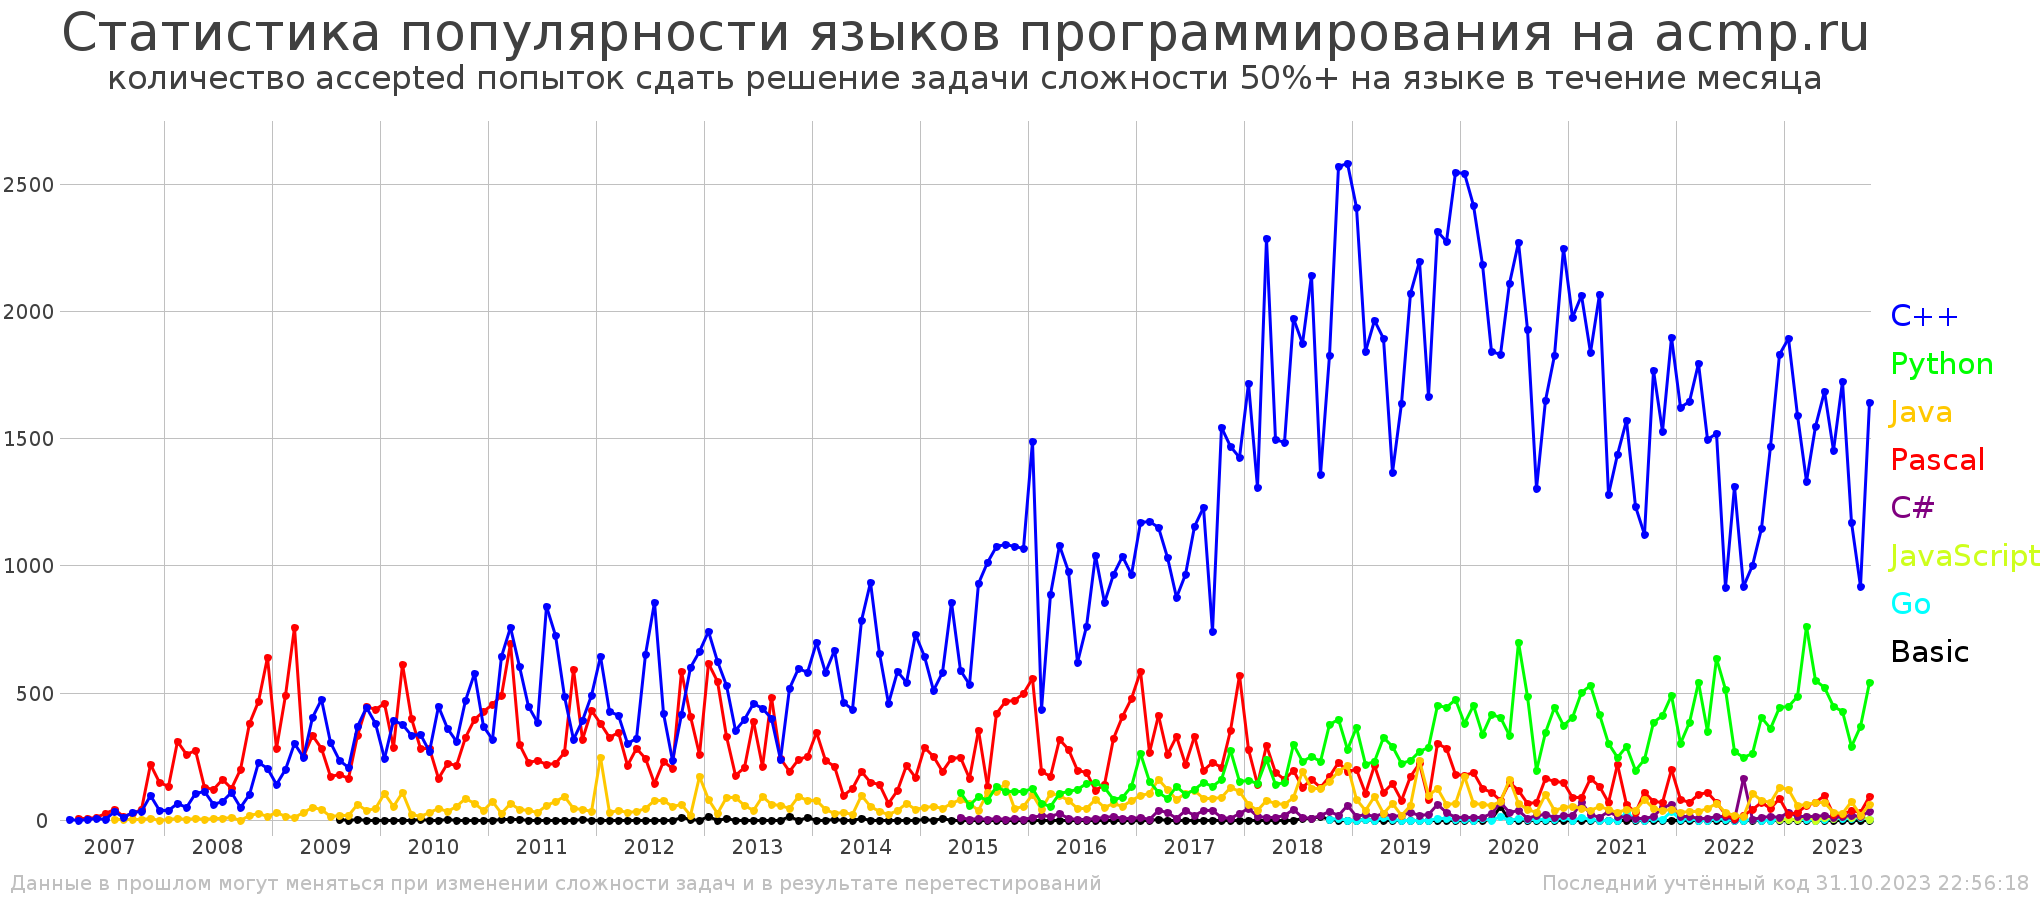 Статистика популярности языков программирования на acmp.ru
количество accepted попыток сдать решение задачи сложности 50%+ на языке в течение месяца
2500
2000
1500
1000
500
0
C++
Python
Java
Pascal
C#
JavaScript
Go
Basic
2007 2008 2009 2010 2011 2012 2013 2014 2015 2016 2017 2018 2019 2020 2021 2022 2023
Данные в прошлом могут меняться при изменении сложности задач и в результате перетестирований
Последний учтённый код 31.10.2023 22:56:18